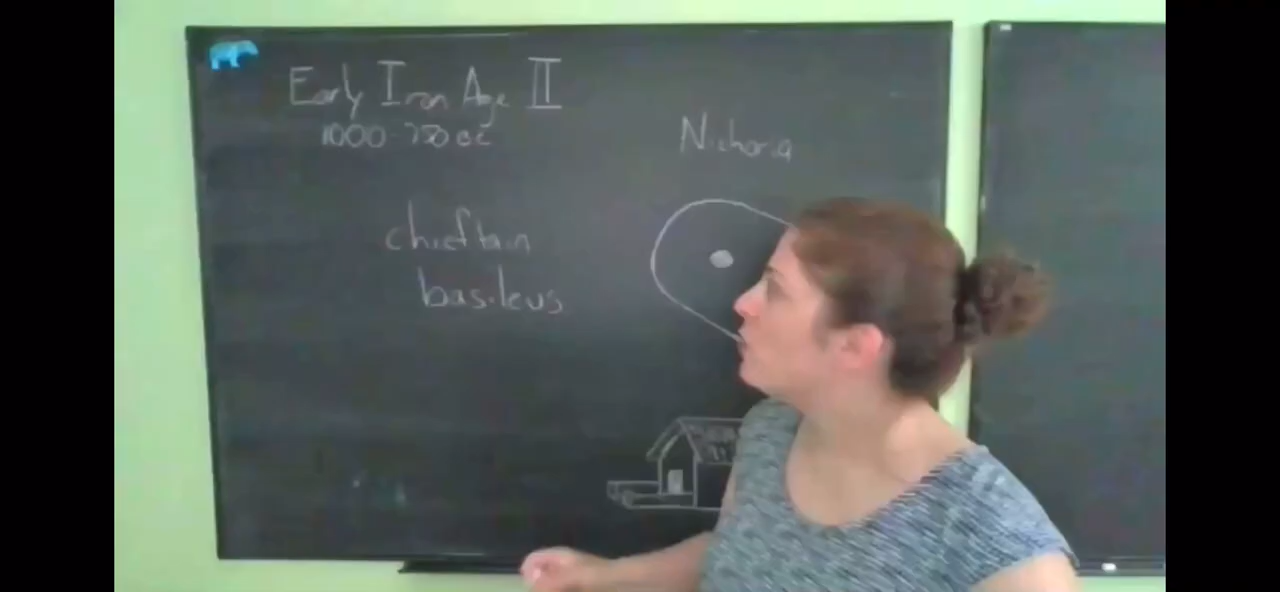 Early Iron Age II
1000-750 BC
Nichoria
chieftain
basileus